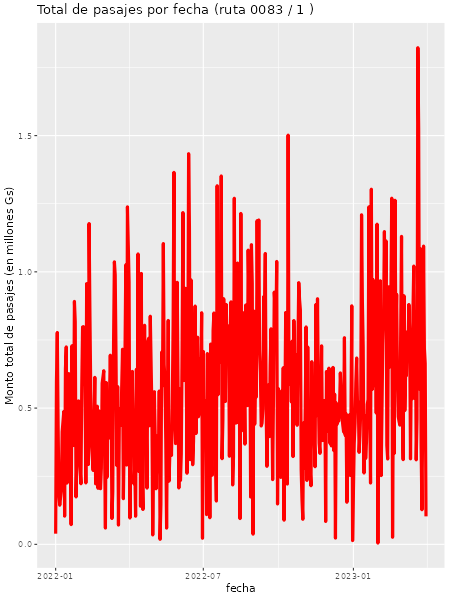 Total de pasajes por fecha (ruta 0083 / 1 )
Monto total de pasajes (en millones Gs)
1.5
1.0
0.5
0.0
2022-01
2022-07
2023-01
fecha